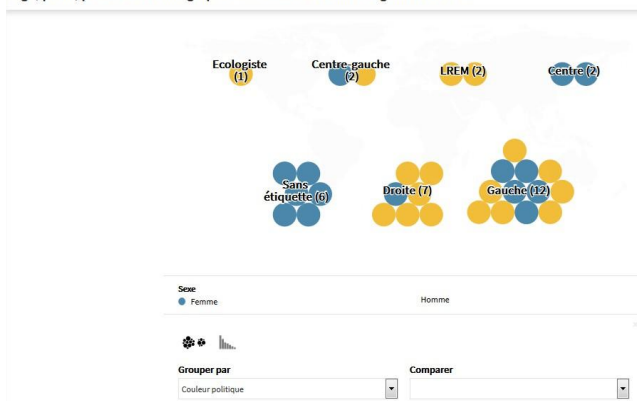 Ecologiste
(1)
Centre-gauche
(2)
LREM (2)
Centre (2)
Sans
étiquette (6)
Droite (7)
Gauche (12)
Sexe
Femme
Homme
Grouper par
Comparer
Couleur politique